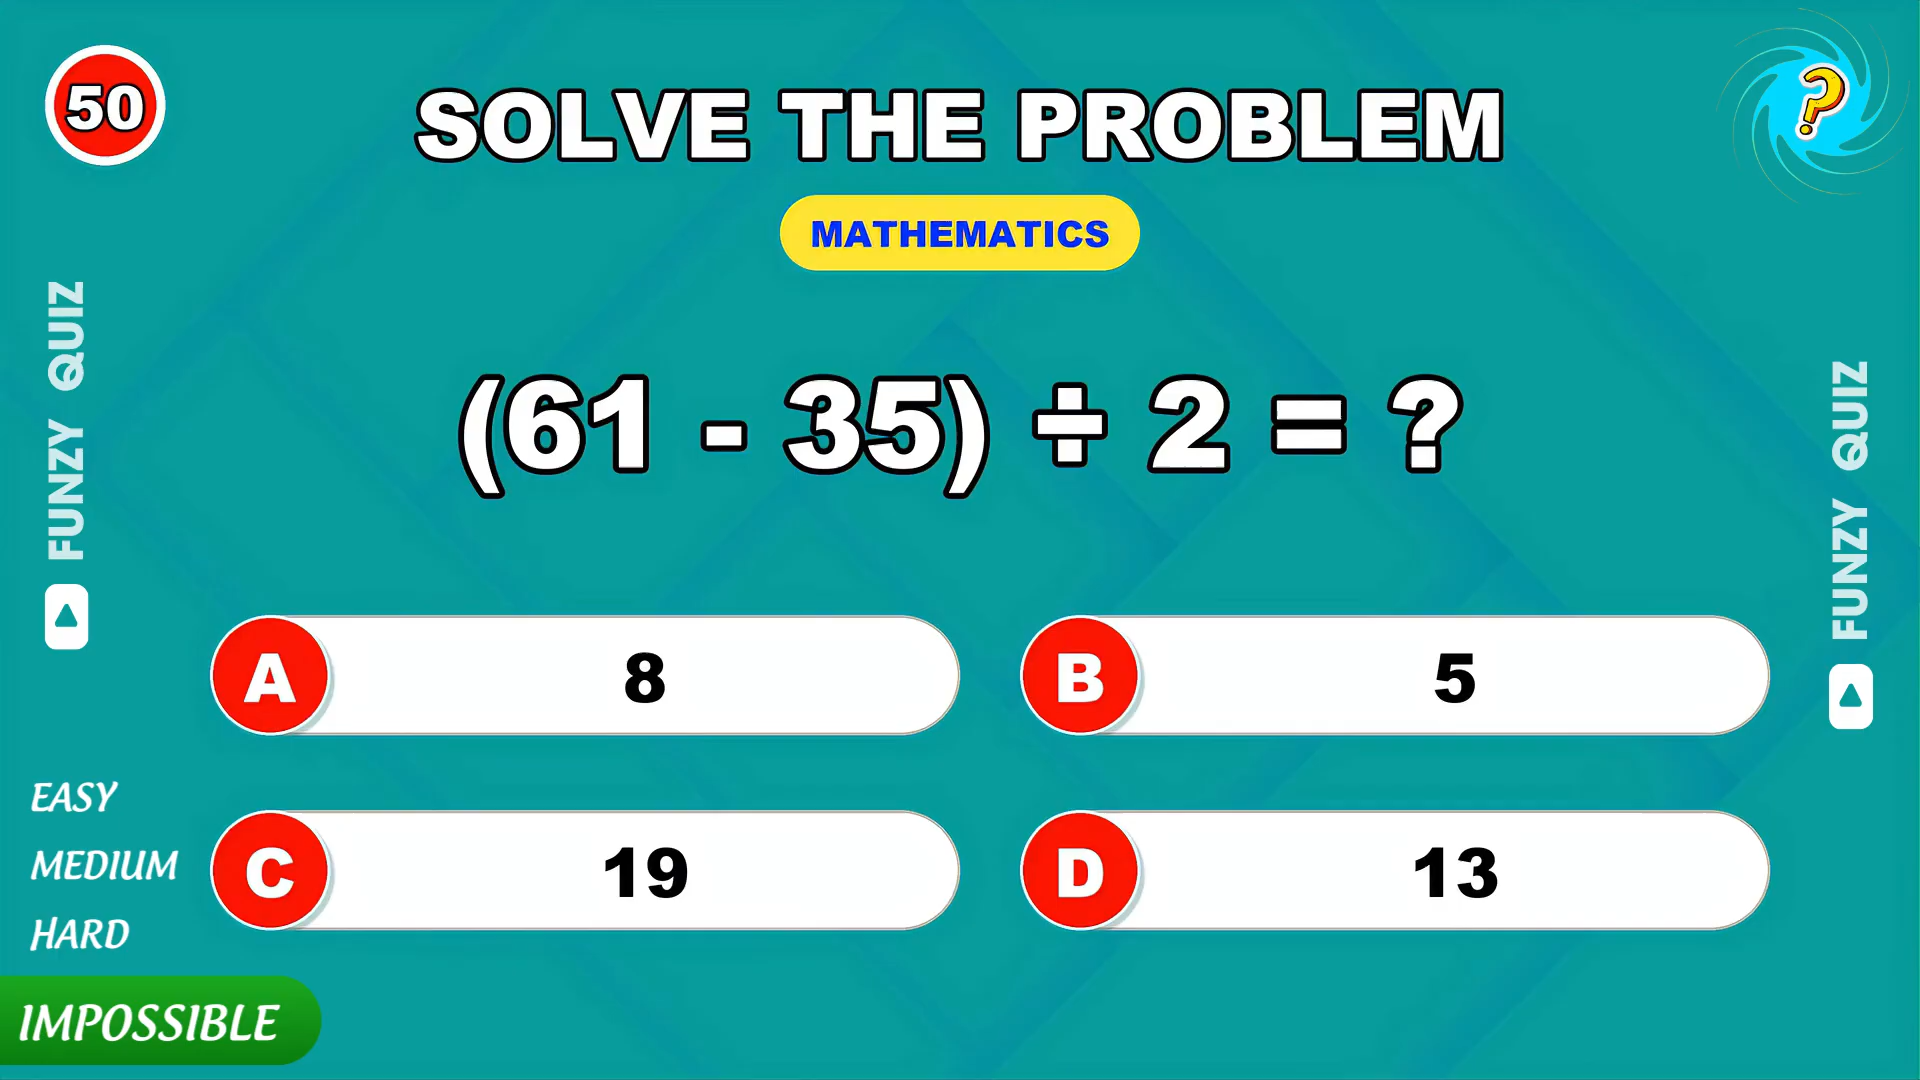 50
SOLVE THE PROBLEM
MATHEMATICS
(61 - 35) ÷ 2 = ?
A 8
B 5
C 19
D 13
EASY
MEDIUM
HARD
IMPOSSIBLE
FUNZY QUIZ
FUNZY QUIZ
?